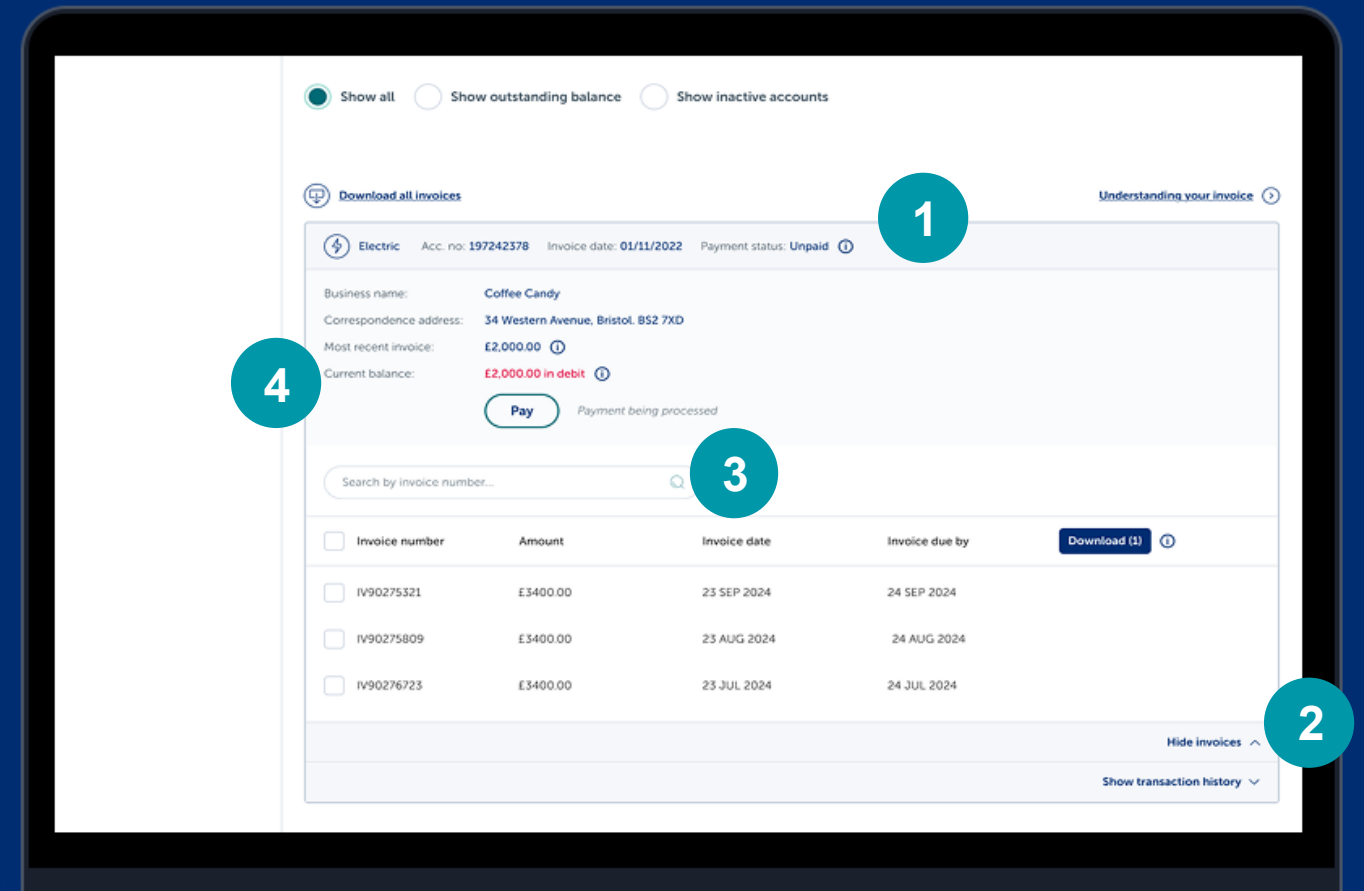 Show all Show outstanding balance Show inactive accounts
Download all invoices Understanding your invoice
1
Electric Acc. no: 197242378 Invoice date: 01/11/2022 Payment status: Unpaid
Business name: Coffee Candy
Correspondence address: 34 Western Avenue, Bristol. BS2 7XD
Most recent invoice: £2,000.00
4
Current balance: £2,000.00 in debit
Pay Payment being processed
3
Search by invoice number...
Invoice number Amount Invoice date Invoice due by Download (1)
IV90275321 £3400.00 23 SEP 2024 24 SEP 2024
IV90275809 £3400.00 23 AUG 2024 24 AUG 2024
IV90276723 £3400.00 23 JUL 2024 24 JUL 2024
2
Hide invoices
Show transaction history